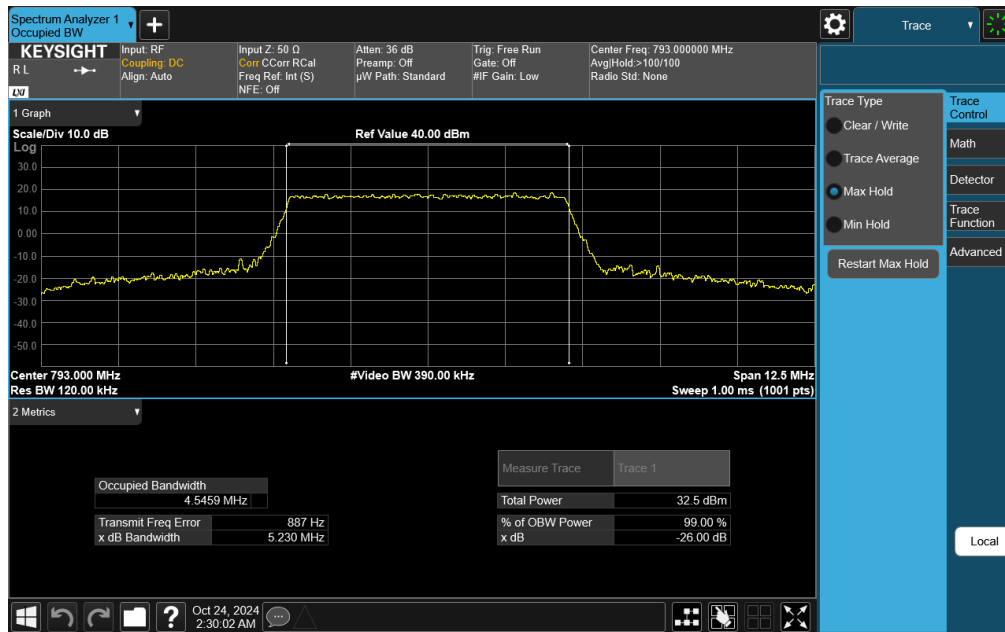 Spectrum Analyzer 1
Occupied BW
Trace
KEYSIGHT
R L
LXI
Input: RF
Coupling: DC
Align: Auto
Input Z: 50 Ω
Corr CCorr RCal
Freq Ref: Int (S)
NFE: Off
Atten: 36 dB
Preamp: Off
µW Path: Standard
Trig: Free Run
Gate: Off
#IF Gain: Low
Center Freq: 793.000000 MHz
Avg|Hold:>100/100
Radio Std: None
1 Graph
Scale/Div 10.0 dB
Ref Value 40.00 dBm
Log
30.0
20.0
10.0
0.00
-10.0
-20.0
-30.0
-40.0
-50.0
Center 793.000 MHz
#Video BW 390.00 kHz
Span 12.5 MHz
Res BW 120.00 kHz
Sweep 1.00 ms (1001 pts)
2 Metrics
Measure Trace
Trace 1
Occupied Bandwidth
4.5459 MHz
Total Power
32.5 dBm
Transmit Freq Error
887 Hz
% of OBW Power
99.00 %
x dB Bandwidth
5.230 MHz
x dB
-26.00 dB
Trace Type
Clear / Write
Trace Average
Max Hold
Min Hold
Restart Max Hold
Trace
Control
Math
Detector
Trace
Function
Advanced
Local
Oct 24, 2024
2:30:02 AM